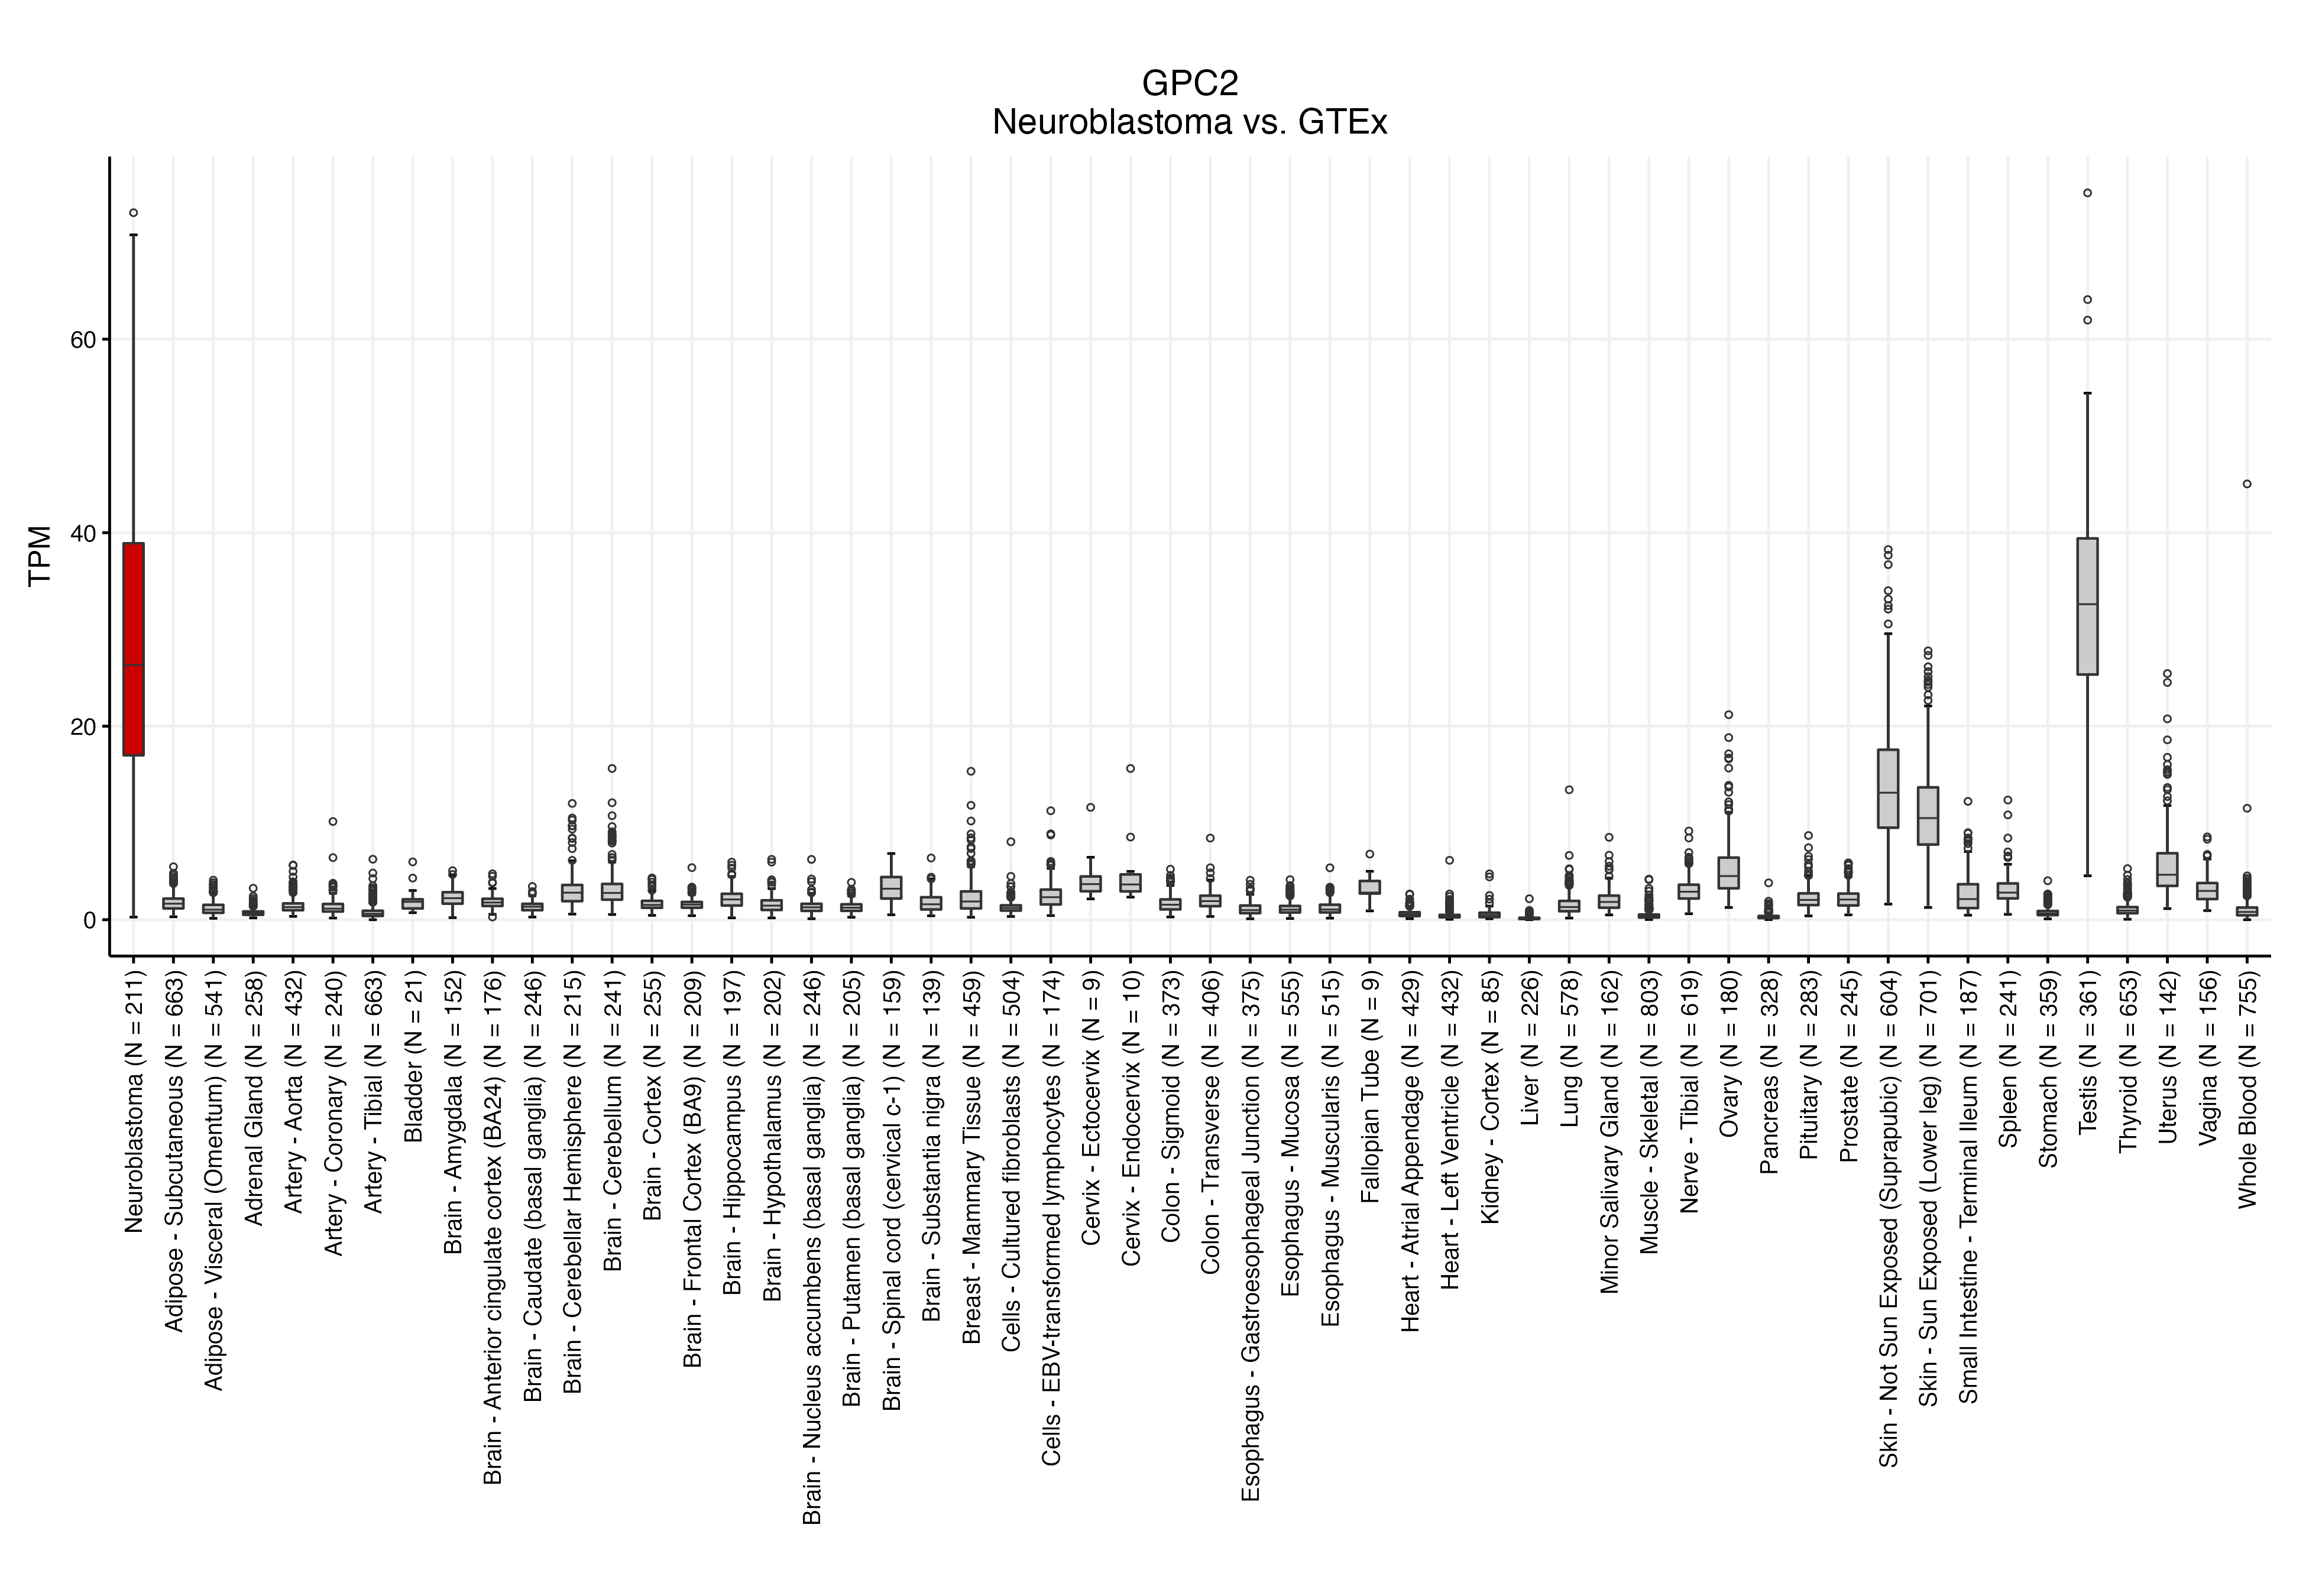 GPC2
Neuroblastoma vs. GTEx
TPM
60
40
20
0
Neuroblastoma (N = 211)
Adipose - Subcutaneous (N = 663)
Adipose - Visceral (Omentum) (N = 541)
Adrenal Gland (N = 258)
Artery - Aorta (N = 432)
Artery - Coronary (N = 240)
Artery - Tibial (N = 663)
Bladder (N = 21)
Brain - Amygdala (N = 152)
Brain - Anterior cingulate cortex (BA24) (N = 176)
Brain - Caudate (basal ganglia) (N = 246)
Brain - Cerebellar Hemisphere (N = 215)
Brain - Cerebellum (N = 241)
Brain - Cortex (N = 255)
Brain - Frontal Cortex (BA9) (N = 209)
Brain - Hippocampus (N = 197)
Brain - Hypothalamus (N = 202)
Brain - Nucleus accumbens (basal ganglia) (N = 246)
Brain - Putamen (basal ganglia) (N = 205)
Brain - Spinal cord (cervical c-1) (N = 159)
Brain - Substantia nigra (N = 139)
Breast - Mammary Tissue (N = 459)
Cells - Cultured fibroblasts (N = 504)
Cells - EBV-transformed lymphocytes (N = 174)
Cervix - Ectocervix (N = 9)
Cervix - Endocervix (N = 10)
Colon - Sigmoid (N = 373)
Colon - Transverse (N = 406)
Esophagus - Gastroesophageal Junction (N = 375)
Esophagus - Mucosa (N = 555)
Esophagus - Muscularis (N = 515)
Fallopian Tube (N = 9)
Heart - Atrial Appendage (N = 429)
Heart - Left Ventricle (N = 432)
Kidney - Cortex (N = 85)
Liver (N = 226)
Lung (N = 578)
Minor Salivary Gland (N = 162)
Muscle - Skeletal (N = 803)
Nerve - Tibial (N = 619)
Ovary (N = 180)
Pancreas (N = 328)
Pituitary (N = 283)
Prostate (N = 245)
Skin - Not Sun Exposed (Suprapubic) (N = 604)
Skin - Sun Exposed (Lower leg) (N = 701)
Small Intestine - Terminal Ileum (N = 187)
Spleen (N = 241)
Stomach (N = 359)
Testis (N = 361)
Thyroid (N = 653)
Uterus (N = 142)
Vagina (N = 156)
Whole Blood (N = 755)